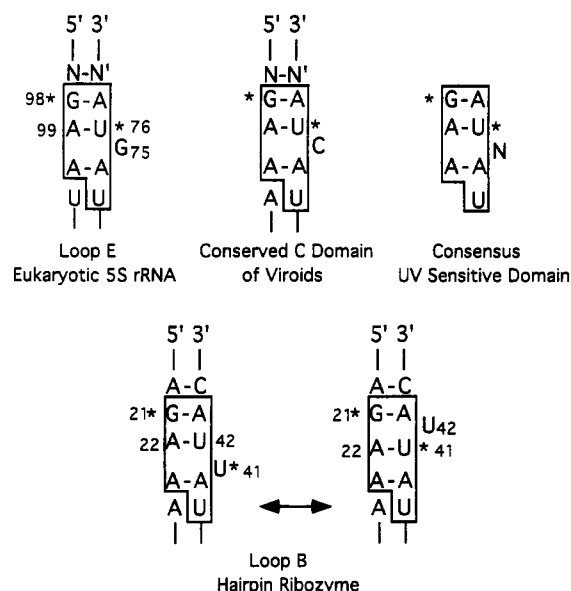 5' 3' 5' 3'
N-N' N-N'
98* G-A * G-A * G-A
99 A-U * 76 A-U * A-U *
G75 C N
A-A A-A A-A
U U A U U
Loop E Conserved C Domain Consensus
Eukaryotic 5S rRNA of Viroids UV Sensitive Domain
5' 3' 5' 3'
A-C A-C
21* G-A 21* G-A
U42
22 A-U 42 22 A-U * 41
U* 41
A-A A-A
A U A U
Loop B
Hairpin Ribozyme